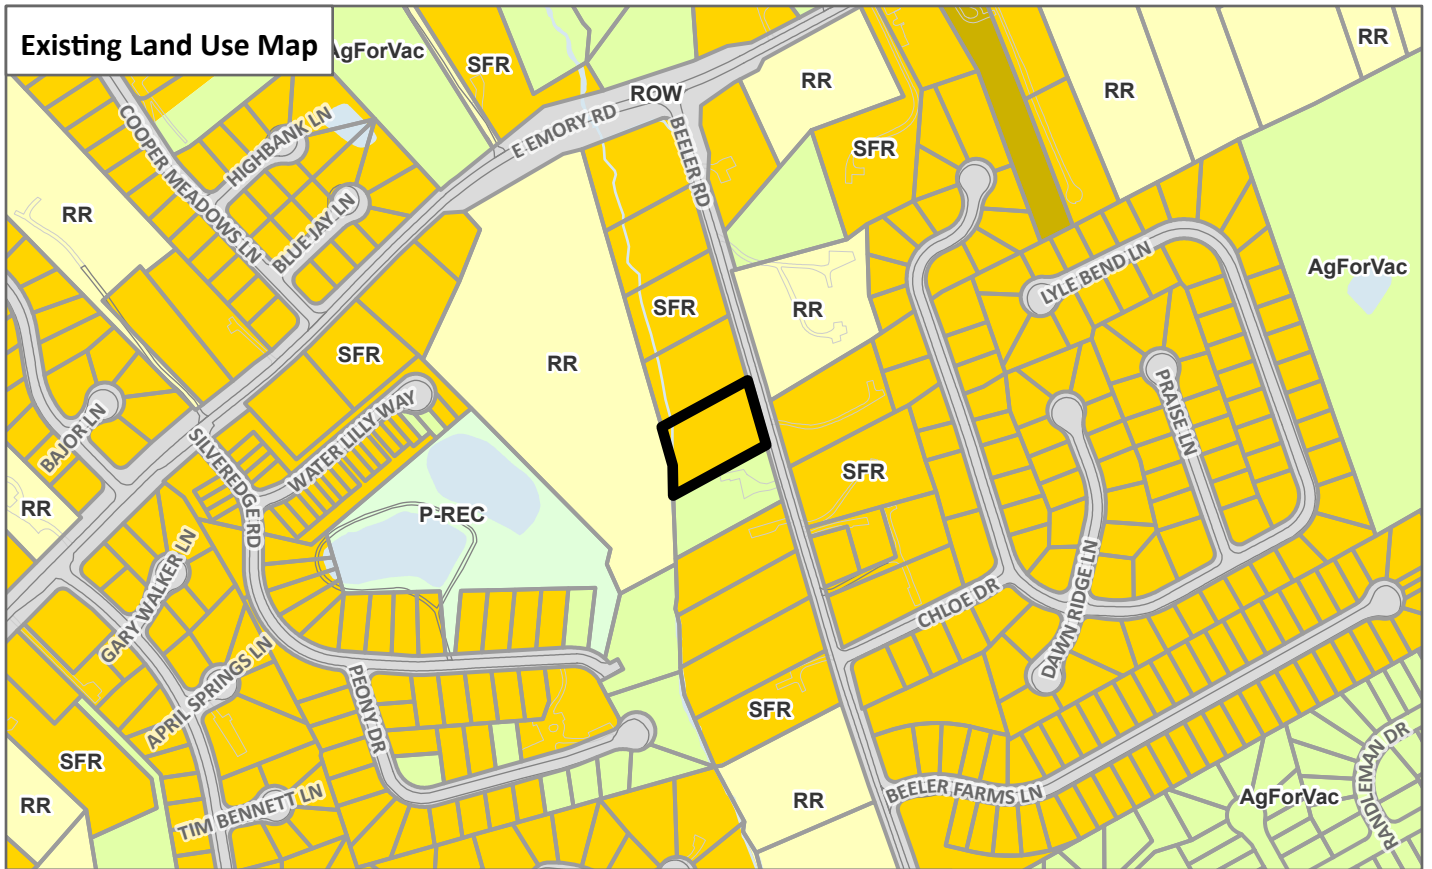 Existing Land Use Map
AgForVac
SFR
ROW
RR
RR
RR
COOPER MEADOWS LN
HIGHBANK LN
E EMORY RD
BEELER RD
SFR
RR
BLUE JAY LN
LYLE BEND LN
AgForVac
SFR
RR
SFR
RR
BAJOR LN
WATER LILLY WAY
PRAISE LN
SILVEREDGE RD
SFR
RR
P-REC
GARY WALKER LN
DAWN RIDGE LN
CHLOE DR
APRIL SPRINGS LN
PEONY DR
SFR
SFR
RR
TIM BENNETT LN
RR
BEELER FARMS LN
AgForVac
RANDLEMAN DR